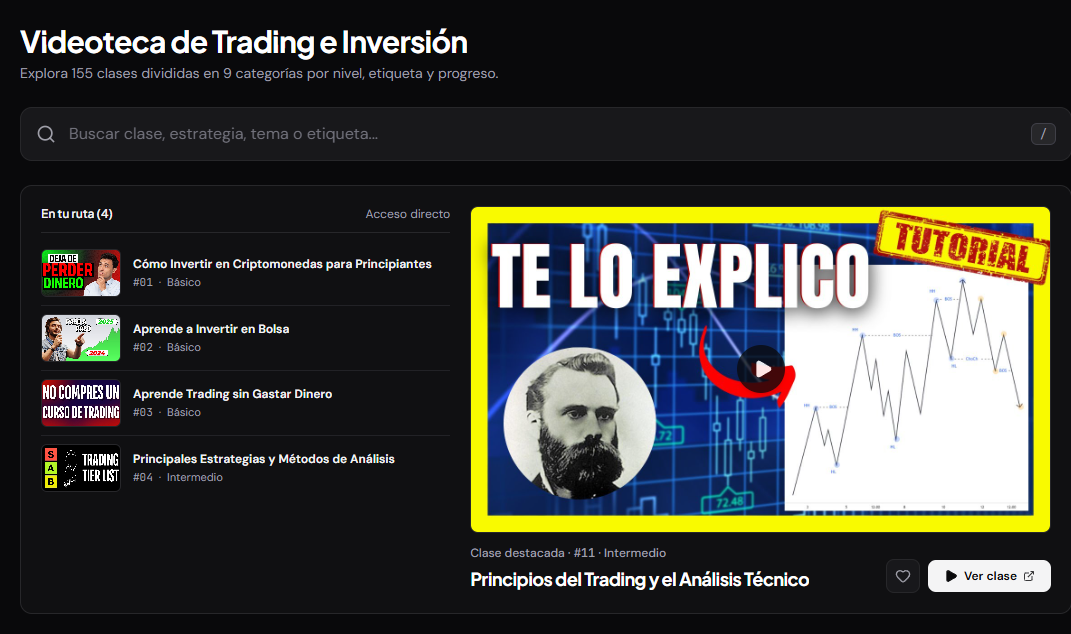 Videoteca de Trading e Inversión
Explora 155 clases divididas en 9 categorías por nivel, etiqueta y progreso.
Buscar clase, estrategia, tema o etiqueta...
/
En tu ruta (4)
Acceso directo
DEJA DE
PERDER
DINERO
Cómo Invertir en Criptomonedas para Principiantes
#01 · Básico
2025
2024
Aprende a Invertir en Bolsa
#02 · Básico
NO COMPRES UN
CURSO DE TRADING
Aprende Trading sin Gastar Dinero
#03 · Básico
S
A
B
TRADING
TIER LIST
Principales Estrategias y Métodos de Análisis
#04 · Intermedio
TUTORIAL
TE LO EXPLICO
72.48
Clase destacada · #11 · Intermedio
Principios del Trading y el Análisis Técnico
Ver clase